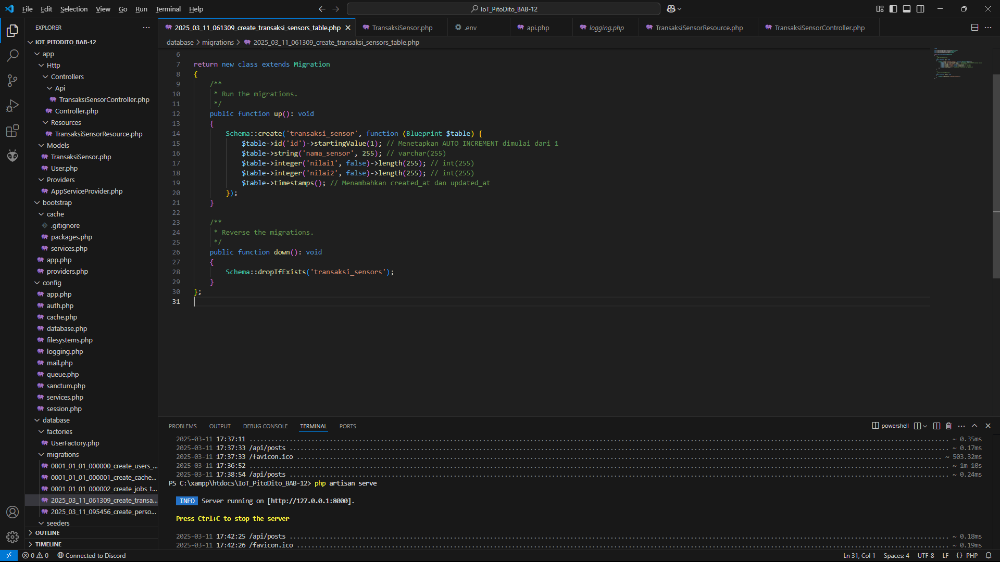 File Edit Selection View Go Run Terminal Help
IoT_PitoDito_BAB-12
EXPLORER
IOT_PITODITO_BAB-12
app
Http
Controllers
Api
TransaksiSensorController.php
Controller.php
Resources
TransaksiSensorResource.php
Models
TransaksiSensor.php
User.php
Providers
AppServiceProvider.php
bootstrap
cache
.gitignore
packages.php
services.php
app.php
providers.php
config
app.php
auth.php
cache.php
database.php
filesystems.php
logging.php
mail.php
queue.php
sanctum.php
services.php
session.php
database
factories
UserFactory.php
migrations
0001_01_01_000000_create_users_...
0001_01_01_000001_create_cache...
0001_01_01_000002_create_jobs_t...
2025_03_11_061309_create_transa...
2025_03_11_095456_create_perso...
seeders
OUTLINE
TIMELINE
2025_03_11_061309_create_transaksi_sensors_table.php TransaksiSensor.php .env api.php logging.php TransaksiSensorResource.php TransaksiSensorController.php
database > migrations > 2025_03_11_061309_create_transaksi_sensors_table.php
6
7 return new class extends Migration
8 {
9 /**
10 * Run the migrations.
11 */
12 public function up(): void
13 {
14 Schema::create('transaksi_sensor', function (Blueprint $table) {
15 $table->id('id')->startingValue(1); // Menetapkan AUTO_INCREMENT dimulai dari 1
16 $table->string('nama_sensor', 255); // varchar(255)
17 $table->integer('nilai1', false)->length(255); // int(255)
18 $table->integer('nilai2', false)->length(255); // int(255)
19 $table->timestamps(); // Menambahkan created_at dan updated_at
20 });
21 }
22
23 /**
24 * Reverse the migrations.
25 */
26 public function down(): void
27 {
28 Schema::dropIfExists('transaksi_sensors');
29 }
30 };
31
PROBLEMS OUTPUT DEBUG CONSOLE TERMINAL PORTS
powershell
2025-03-11 17:37:11 ~ 0.35ms
2025-03-11 17:37:33 /api/posts ~ 0.17ms
2025-03-11 17:37:33 /favicon.ico ~ 503.32ms
2025-03-11 17:36:52 ~ 1m 10s
2025-03-11 17:38:54 /api/posts ~ 0.24ms
PS C:\xampp\htdocs\IoT_PitoDito_BAB-12> php artisan serve
INFO Server running on [http://127.0.0.1:8000].
Press Ctrl+C to stop the server
2025-03-11 17:42:25 /api/posts ~ 0.18ms
2025-03-11 17:42:26 /favicon.ico ~ 0.19ms
0 0 Connected to Discord
Ln 31, Col 1 Spaces: 4 UTF-8 LF {} PHP